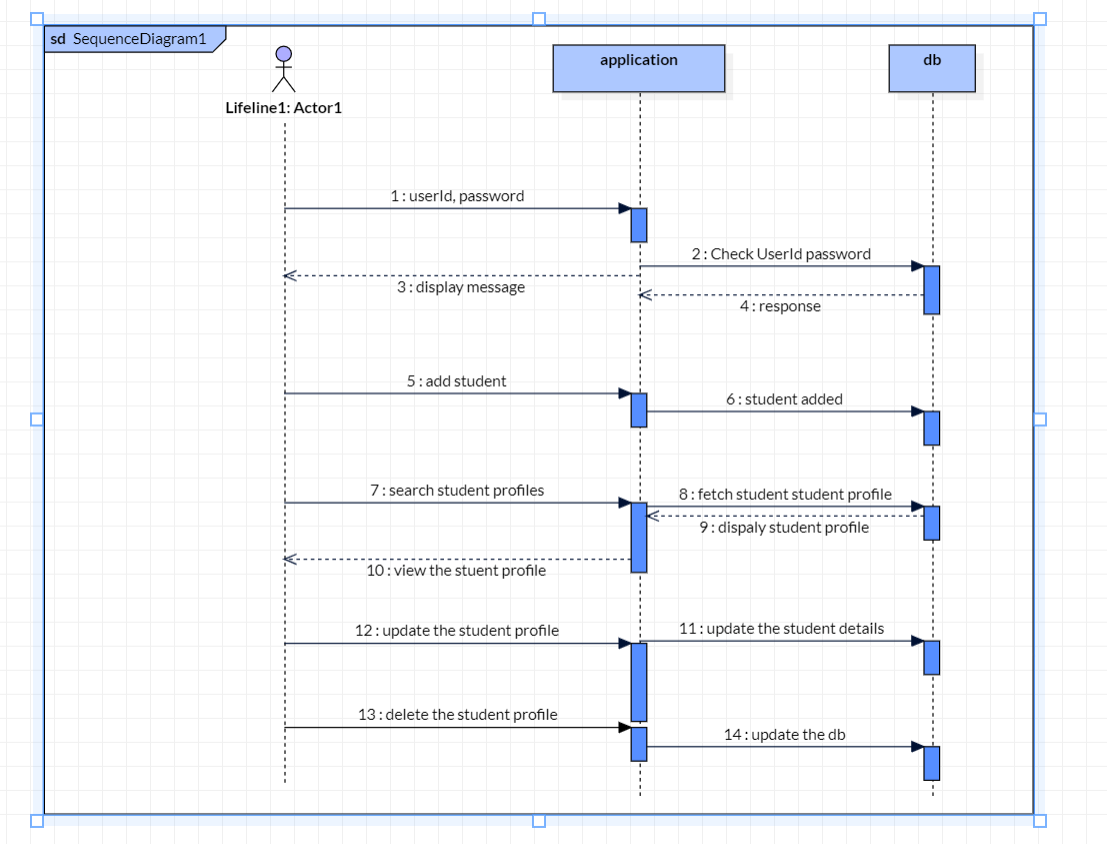 sd SequenceDiagram1
application
db
Lifeline1: Actor1
1 : userId, password
2 : Check UserId password
3 : display message
4 : response
5 : add student
6 : student added
7 : search student profiles
8 : fetch student student profile
9 : dispaly student profile
10 : view the stuent profile
12 : update the student profile
11 : update the student details
13 : delete the student profile
14 : update the db